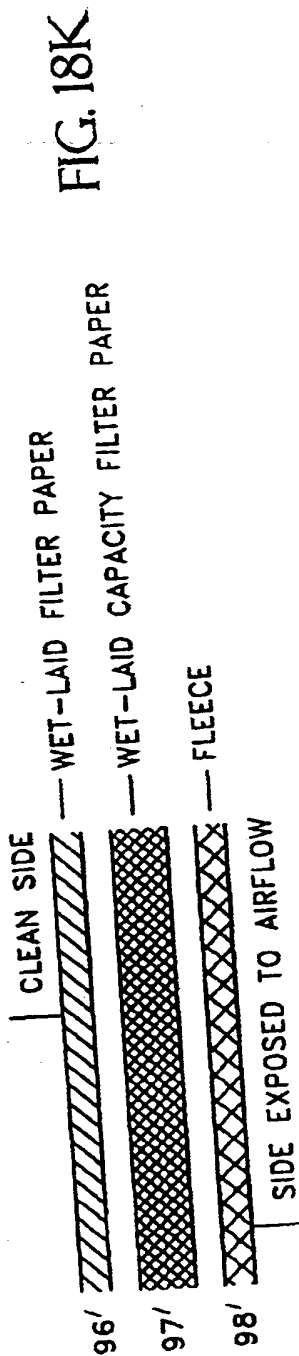 FIG. 18K
CLEAN SIDE
96′ WET-LAID FILTER PAPER
97′ WET-LAID CAPACITY FILTER PAPER
98′ FLEECE
SIDE EXPOSED TO AIRFLOW